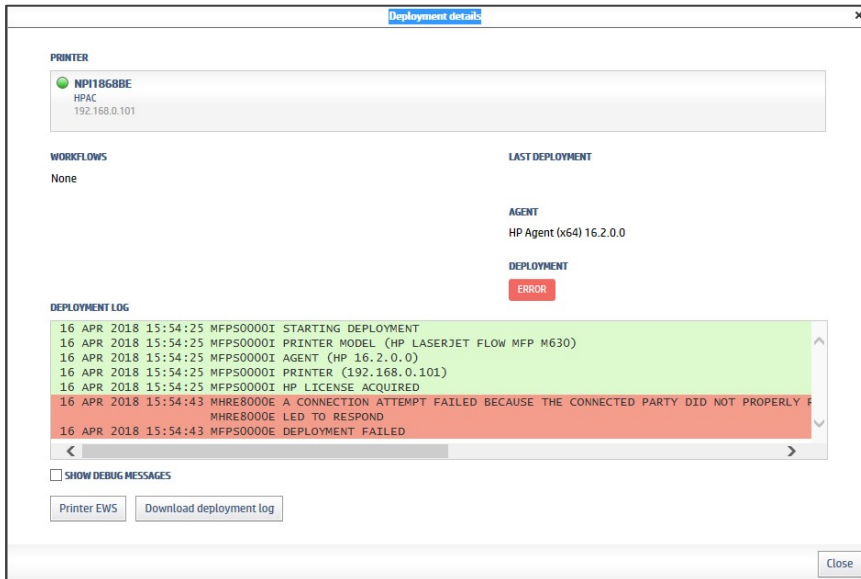 Deployment details
×
PRINTER
NPI1868BE
HPAC
192.168.0.101
WORKFLOWS
None
LAST DEPLOYMENT
AGENT
HP Agent (x64) 16.2.0.0
DEPLOYMENT
ERROR
DEPLOYMENT LOG
16 APR 2018 15:54:25 MFPS0000I STARTING DEPLOYMENT
16 APR 2018 15:54:25 MFPS0000I PRINTER MODEL (HP LASERJET FLOW MFP M630)
16 APR 2018 15:54:25 MFPS0000I AGENT (HP 16.2.0.0)
16 APR 2018 15:54:25 MFPS0000I PRINTER (192.168.0.101)
16 APR 2018 15:54:25 MFPS0000I HP LICENSE ACQUIRED
16 APR 2018 15:54:43 MHRE8000E A CONNECTION ATTEMPT FAILED BECAUSE THE CONNECTED PARTY DID NOT PROPERLY
MHRE8000E LED TO RESPOND
16 APR 2018 15:54:43 MFPS0000E DEPLOYMENT FAILED
SHOW DEBUG MESSAGES
Printer EWS
Download deployment log
Close